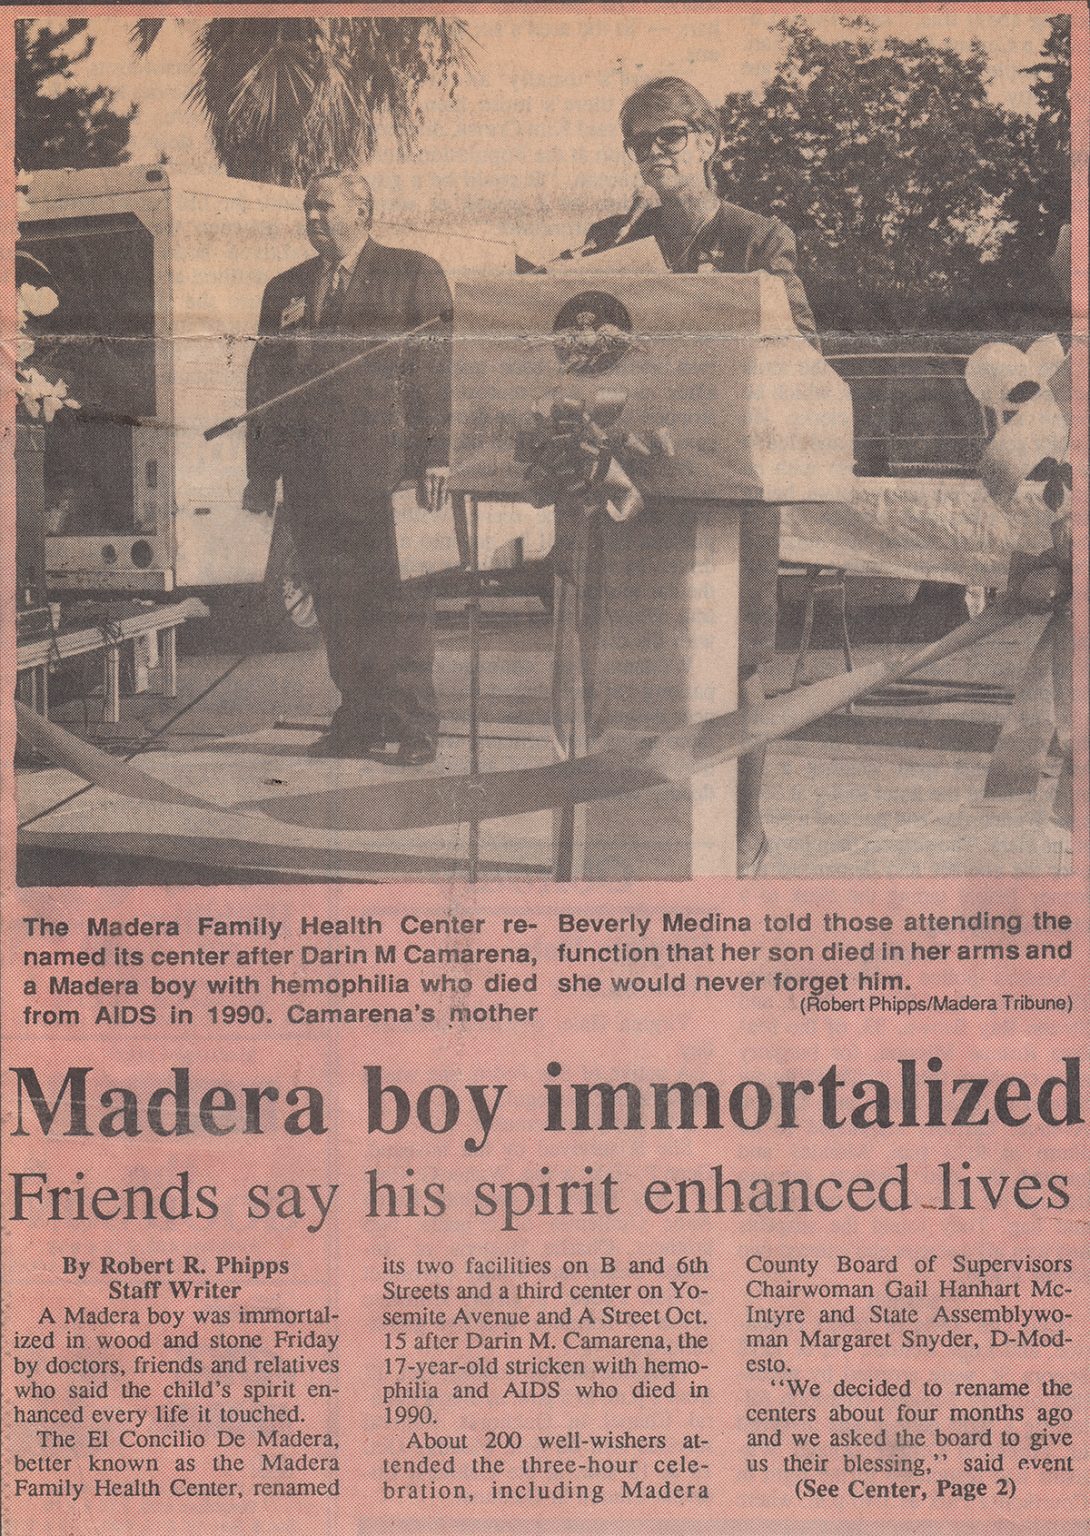 The Madera Family Health Center re-
named its center after Darin M Camarena,
a Madera boy with hemophilia who died
from AIDS in 1990. Camarena's mother
Beverly Medina told those attending the
function that her son died in her arms and
she would never forget him.
(Robert Phipps/Madera Tribune)
Madera boy immortalized
Friends say his spirit enhanced lives
By Robert R. Phipps
Staff Writer
A Madera boy was immortal-
ized in wood and stone Friday
by doctors, friends and relatives
who said the child's spirit en-
hanced every life it touched.
The El Concilio De Madera,
better known as the Madera
Family Health Center, renamed
its two facilities on B and 6th
Streets and a third center on Yo-
semite Avenue and A Street Oct.
15 after Darin M. Camarena, the
17-year-old stricken with hemo-
philia and AIDS who died in
1990.
About 200 well-wishers at-
tended the three-hour cele-
bration, including Madera
County Board of Supervisors
Chairwoman Gail Hanhart Mc-
Intyre and State Assemblywo-
man Margaret Snyder, D-Mod-
esto.
"We decided to rename the
centers about four months ago
and we asked the board to give
us their blessing," said event
(See Center, Page 2)